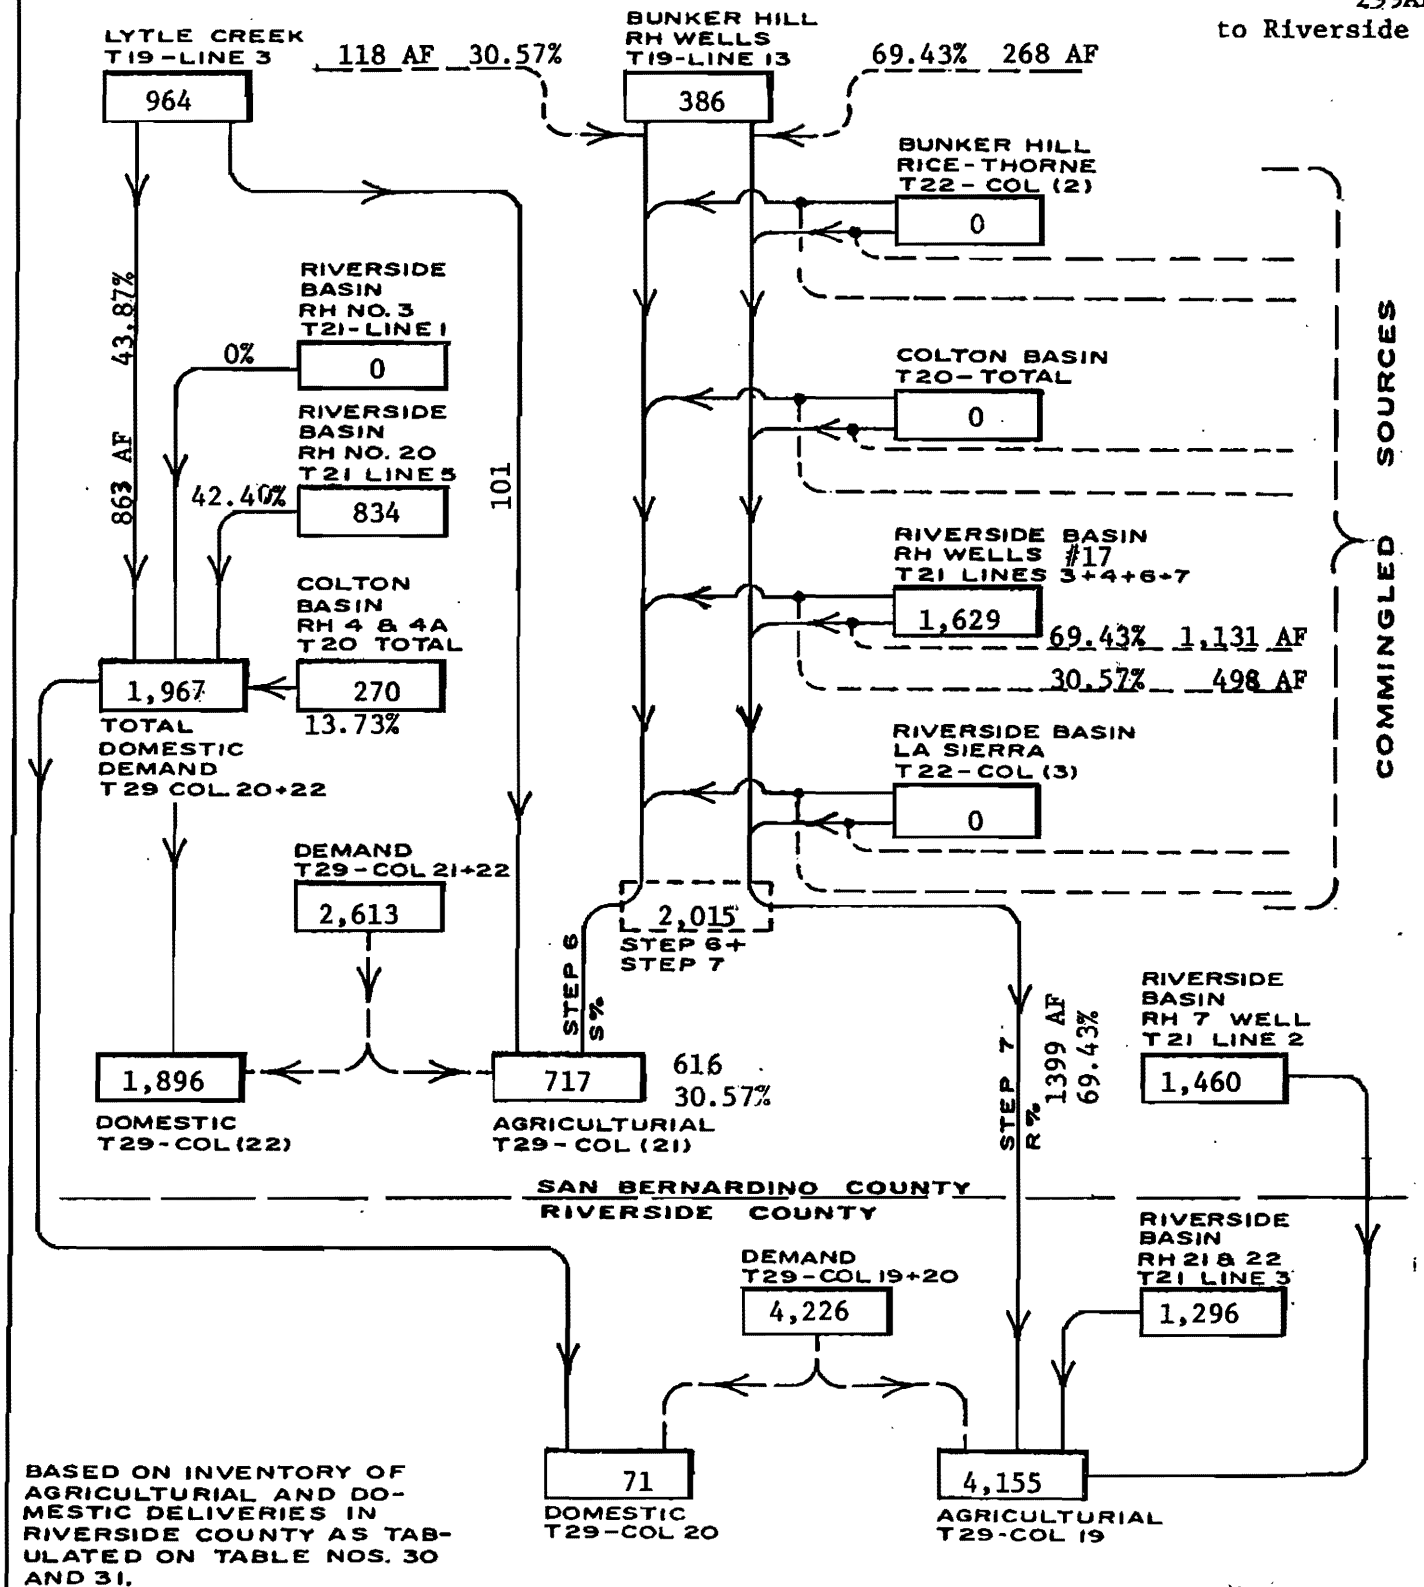 to Riverside
LYTLE CREEK
T19-LINE 3
964
118 AF 30.57%
BUNKER HILL
RH WELLS
T19-LINE 13
386
69.43% 268 AF
BUNKER HILL
RICE-THORNE
T22-COL (2)
0
43.87%
863 AF
RIVERSIDE
BASIN
RH NO. 3
T21-LINE 1
0%
0
COLTON BASIN
T20-TOTAL
0
RIVERSIDE
BASIN
RH NO. 20
T21 LINE 5
42.40%
834
101
COMMINGLED SOURCES
RIVERSIDE BASIN
RH WELLS #17
T21 LINES 3+4+6+7
1,629
69.43% 1,131 AF
30.57% 498 AF
COLTON
BASIN
RH 4 & 4A
T20 TOTAL
270
13.73%
1,967
TOTAL
DOMESTIC
DEMAND
T29 COL 20+22
RIVERSIDE BASIN
LA SIERRA
T22-COL (3)
0
DEMAND
T29-COL 21+22
2,613
2,015
STEP 6+
STEP 7
STEP 6
S%
1,896
DOMESTIC
T29-COL (22)
717
616
30.57%
AGRICULTURIAL
T29-COL (21)
STEP 7
R%
1399 AF
69.43%
RIVERSIDE
BASIN
RH 7 WELL
T21 LINE 2
1,460
SAN BERNARDINO COUNTY
RIVERSIDE COUNTY
RIVERSIDE
BASIN
RH 21 & 22
T21 LINE 3
1,296
DEMAND
T29-COL 19+20
4,226
71
DOMESTIC
T29-COL 20
4,155
AGRICULTURIAL
T29-COL 19
BASED ON INVENTORY OF
AGRICULTURIAL AND DO-
MESTIC DELIVERIES IN
RIVERSIDE COUNTY AS TAB-
ULATED ON TABLE NOS. 30
AND 31.